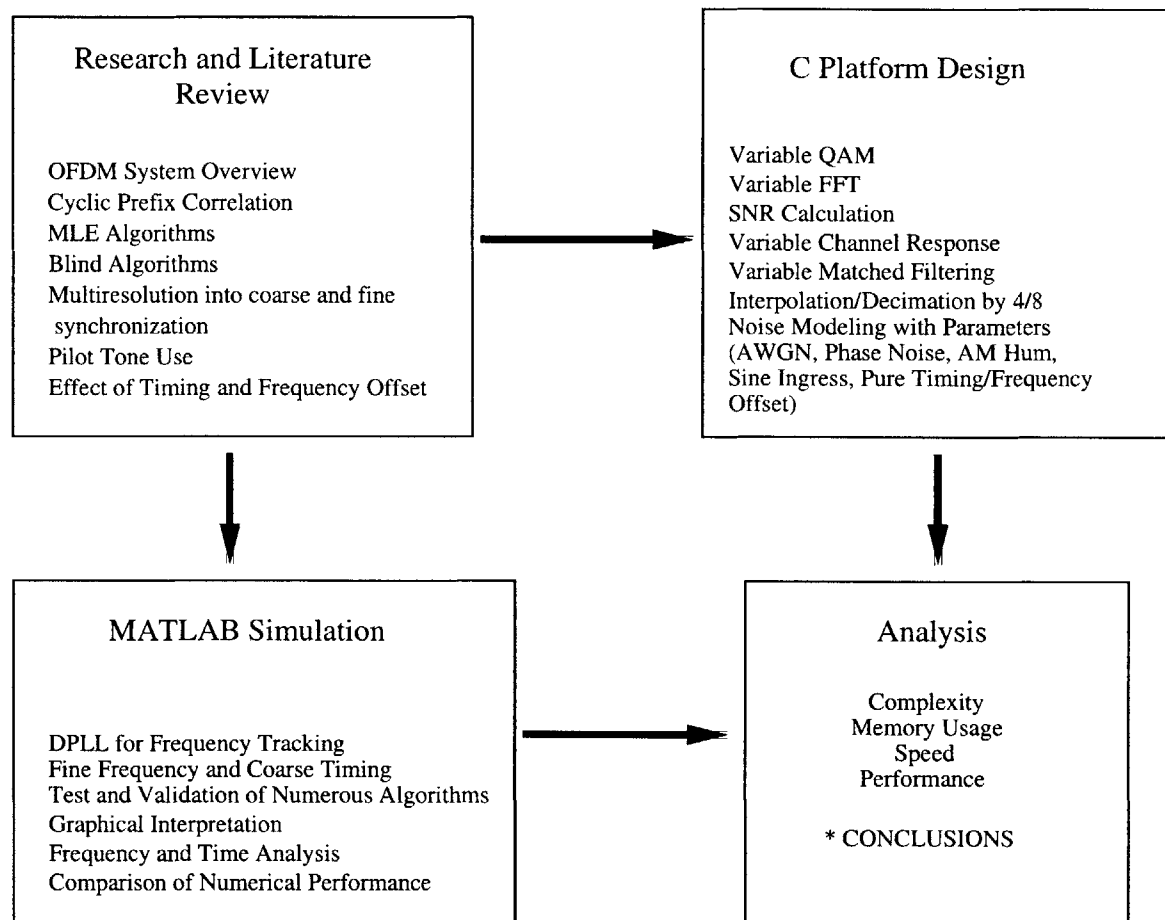 Research and Literature
Review
OFDM System Overview
Cyclic Prefix Correlation
MLE Algorithms
Blind Algorithms
Multiresolution into coarse and fine
synchronization
Pilot Tone Use
Effect of Timing and Frequency Offset
C Platform Design
Variable QAM
Variable FFT
SNR Calculation
Variable Channel Response
Variable Matched Filtering
Interpolation/Decimation by 4/8
Noise Modeling with Parameters
(AWGN, Phase Noise, AM Hum,
Sine Ingress, Pure Timing/Frequency
Offset)
MATLAB Simulation
DPLL for Frequency Tracking
Fine Frequency and Coarse Timing
Test and Validation of Numerous Algorithms
Graphical Interpretation
Frequency and Time Analysis
Comparison of Numerical Performance
Analysis
Complexity
Memory Usage
Speed
Performance
* CONCLUSIONS